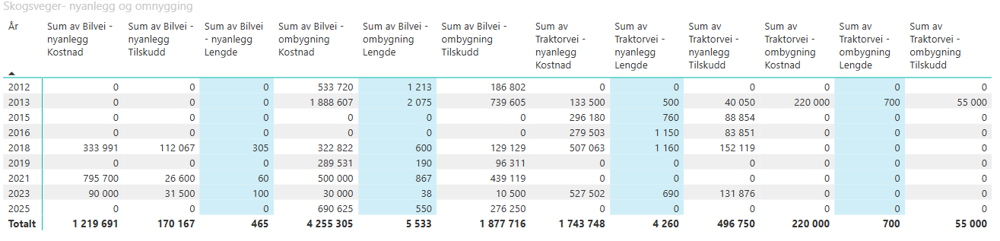 Skogsveger- nyanlegg og omnygging
År Sum av Bilvei - nyanlegg Kostnad Sum av Bilvei - nyanlegg Tilskudd Sum av Bilvei - nyanlegg Lengde Sum av Bilvei - ombygning Kostnad Sum av Bilvei - ombygning Lengde Sum av Bilvei - ombygning Tilskudd Sum av Traktorvei - nyanlegg Kostnad Sum av Traktorvei - nyanlegg Lengde Sum av Traktorvei - nyanlegg Tilskudd Sum av Traktorvei - ombygning Kostnad Sum av Traktorvei - ombygning Lengde Sum av Traktorvei - ombygning Tilskudd
2012 0 0 0 533 720 1 213 186 802 0 0 0 0 0 0
2013 0 0 0 1 888 607 2 075 739 605 133 500 500 40 050 220 000 700 55 000
2015 0 0 0 0 0 0 296 180 760 88 854 0 0 0
2016 0 0 0 0 0 0 279 503 1 150 83 851 0 0 0
2018 333 991 112 067 305 322 822 600 129 129 507 063 1 160 152 119 0 0 0
2019 0 0 0 289 531 190 96 311 0 0 0 0 0 0
2021 795 700 26 600 60 500 000 867 439 119 0 0 0 0 0 0
2023 90 000 31 500 100 30 000 38 10 500 527 502 690 131 876 0 0 0
2025 0 0 0 690 625 550 276 250 0 0 0 0 0 0
Totalt 1 219 691 170 167 465 4 255 305 5 533 1 877 716 1 743 748 4 260 496 750 220 000 700 55 000